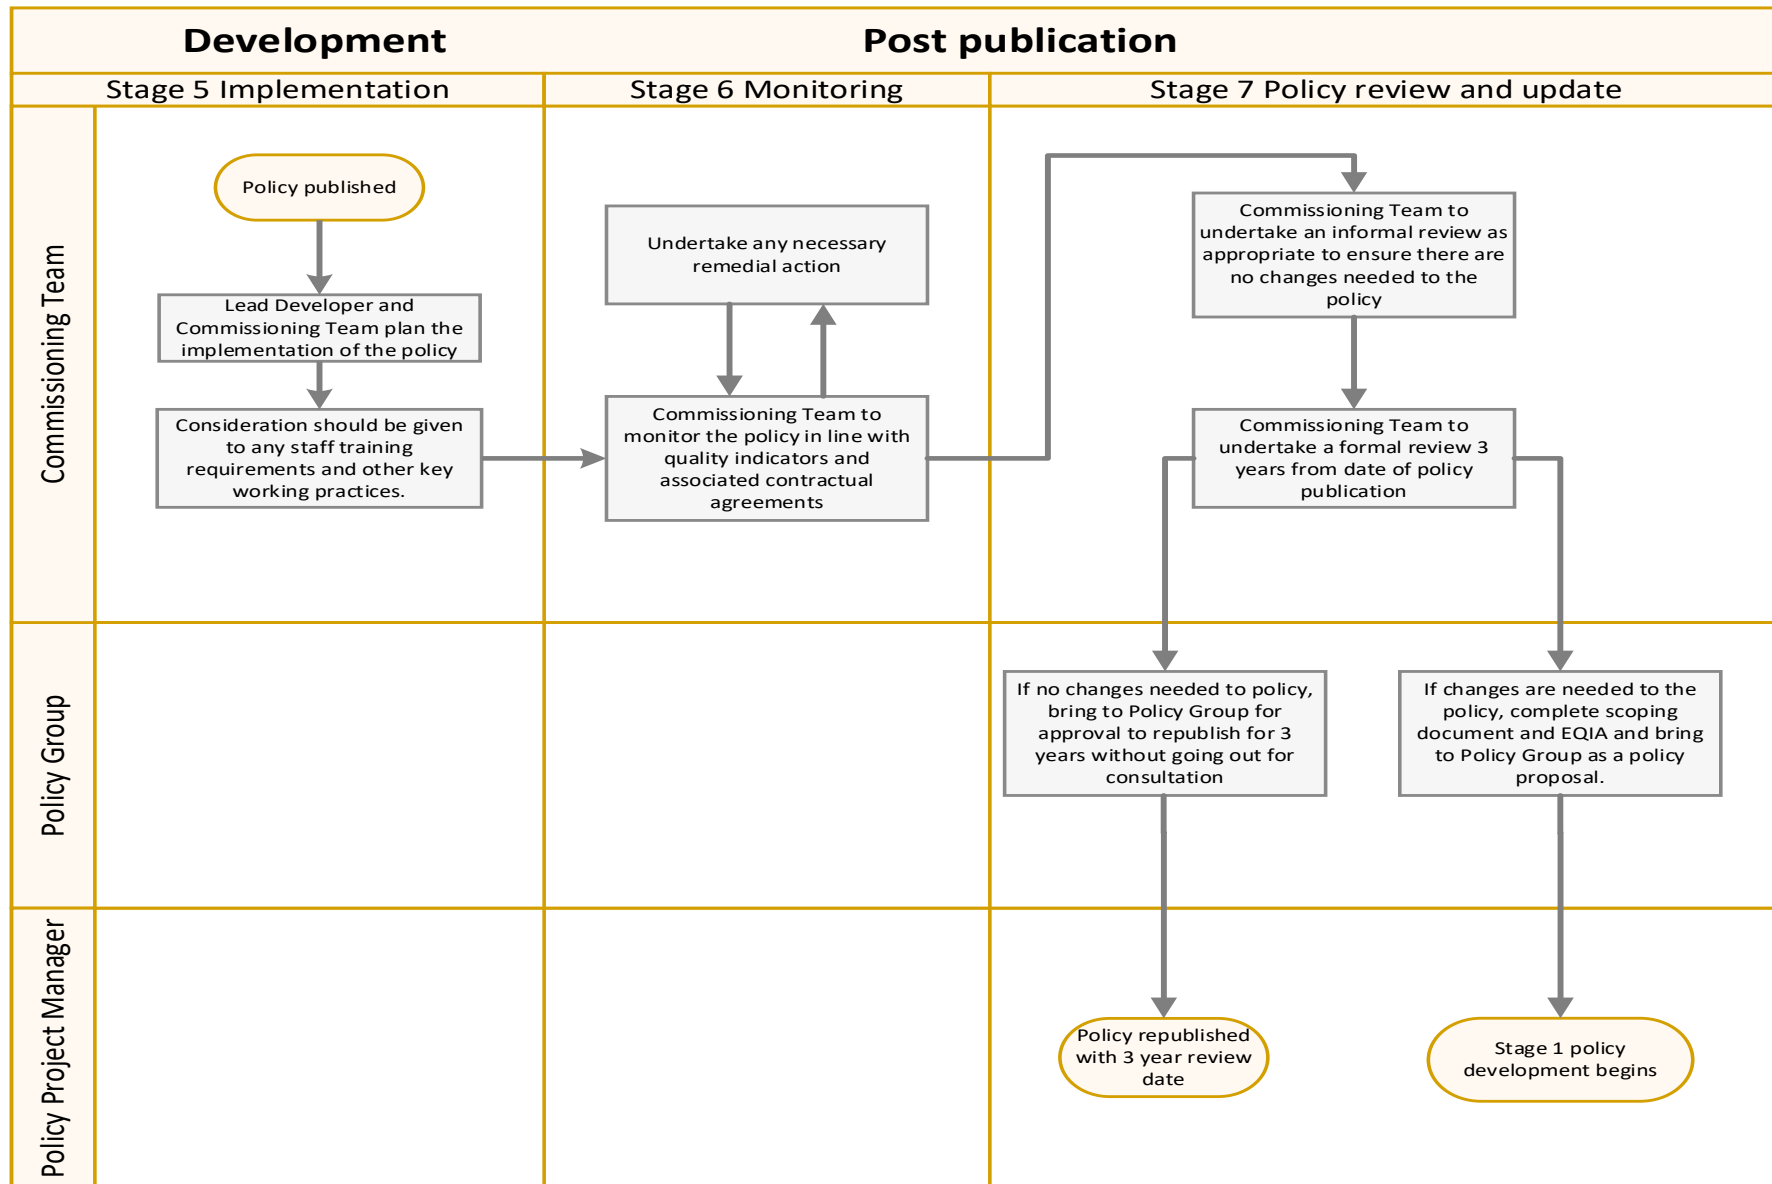 Development
Post publication
Stage 5 Implementation
Stage 6 Monitoring
Stage 7 Policy review and update
Commissioning Team
Policy published
Lead Developer and
Commissioning Team plan the
implementation of the policy
Consideration should be given
to any staff training
requirements and other key
working practices.
Undertake any necessary
remedial action
Commissioning Team to
monitor the policy in line with
quality indicators and
associated contractual
agreements
Commissioning Team to
undertake an informal review as
appropriate to ensure there are
no changes needed to the
policy
Commissioning Team to
undertake a formal review 3
years from date of policy
publication
Policy Group
If no changes needed to policy,
bring to Policy Group for
approval to republish for 3
years without going out for
consultation
If changes are needed to the
policy, complete scoping
document and EQIA and bring
to Policy Group as a policy
proposal.
Policy Project Manager
Policy republished
with 3 year review
date
Stage 1 policy
development begins